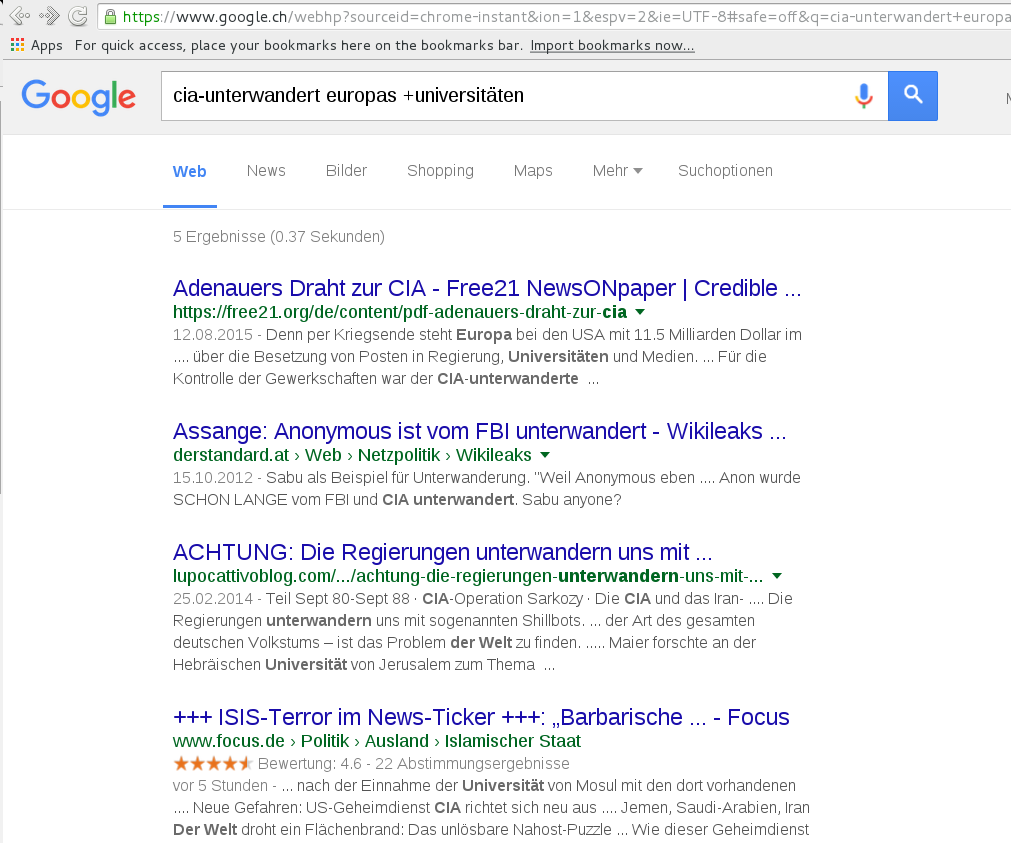 https://www.google.ch/webhp?sourceid=chrome-instant&ion=1&espv=2&ie=UTF-8#safe=off&q=cia-unterwandert+europa
Apps For quick access, place your bookmarks here on the bookmarks bar. Import bookmarks now...
Google cia-unterwandert europas +universitäten
Web News Bilder Shopping Maps Mehr Suchoptionen
5 Ergebnisse (0.37 Sekunden)
Adenauers Draht zur CIA - Free21 NewsONpaper | Credible ...
https://free21.org/de/content/pdf-adenauers-draht-zur-cia
12.08.2015 - Denn per Kriegsende steht Europa bei den USA mit 11.5 Milliarden Dollar im
.... über die Besetzung von Posten in Regierung, Universitäten und Medien. ... Für die
Kontrolle der Gewerkschaften war der CIA-unterwanderte ...
Assange: Anonymous ist vom FBI unterwandert - Wikileaks ...
derstandard.at › Web › Netzpolitik › Wikileaks
15.10.2012 - Sabu als Beispiel für Unterwanderung. "Weil Anonymous eben .... Anon wurde
SCHON LANGE vom FBI und CIA unterwandert. Sabu anyone?
ACHTUNG: Die Regierungen unterwandern uns mit ...
lupocattivoblog.com/.../achtung-die-regierungen-unterwandern-uns-mit-...
25.02.2014 - Teil Sept 80-Sept 88 · CIA-Operation Sarkozy · Die CIA und das Iran- .... Die
Regierungen unterwandern uns mit sogenannten Shillbots. ... der Art des gesamten
deutschen Volkstums – ist das Problem der Welt zu finden. ..... Maier forschte an der
Hebräischen Universität von Jerusalem zum Thema ...
+++ ISIS-Terror im News-Ticker +++: „Barbarische ... - Focus
www.focus.de › Politik › Ausland › Islamischer Staat
Bewertung: 4.6 - 22 Abstimmungsergebnisse
vor 5 Stunden - ... nach der Einnahme der Universität von Mosul mit den dort vorhandenen
.... Neue Gefahren: US-Geheimdienst CIA richtet sich neu aus .... Jemen, Saudi-Arabien, Iran
Der Welt droht ein Flächenbrand: Das unlösbare Nahost-Puzzle ... Wie dieser Geheimdienst